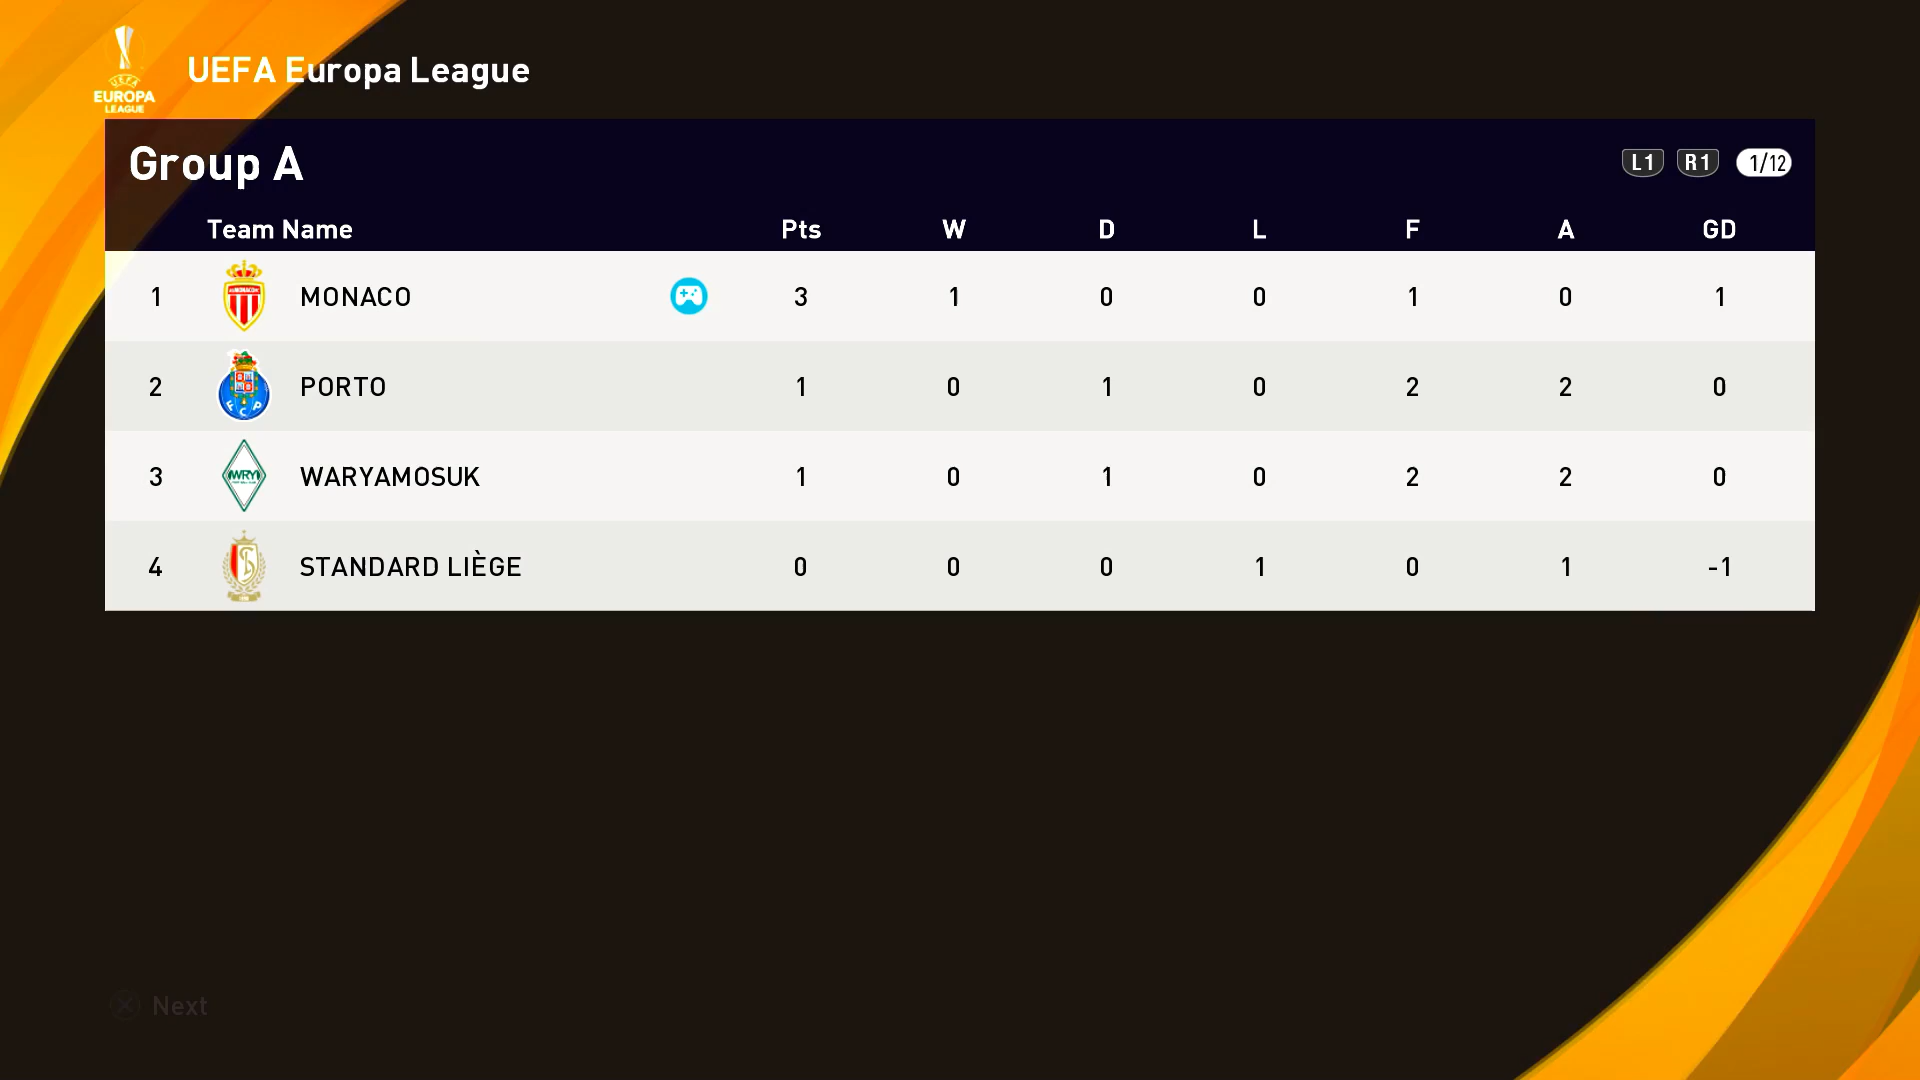 UEFA
EUROPA
LEAGUE
UEFA Europa League
Group A L1 R1 1/12
Team Name Pts W D L F A GD
1 MONACO 3 1 0 0 1 0 1
2 FCP PORTO 1 0 1 0 2 2 0
3 WRY WARYAMOSUK 1 0 1 0 2 2 0
4 STANDARD LIÈGE 0 0 0 1 0 1 -1
Next